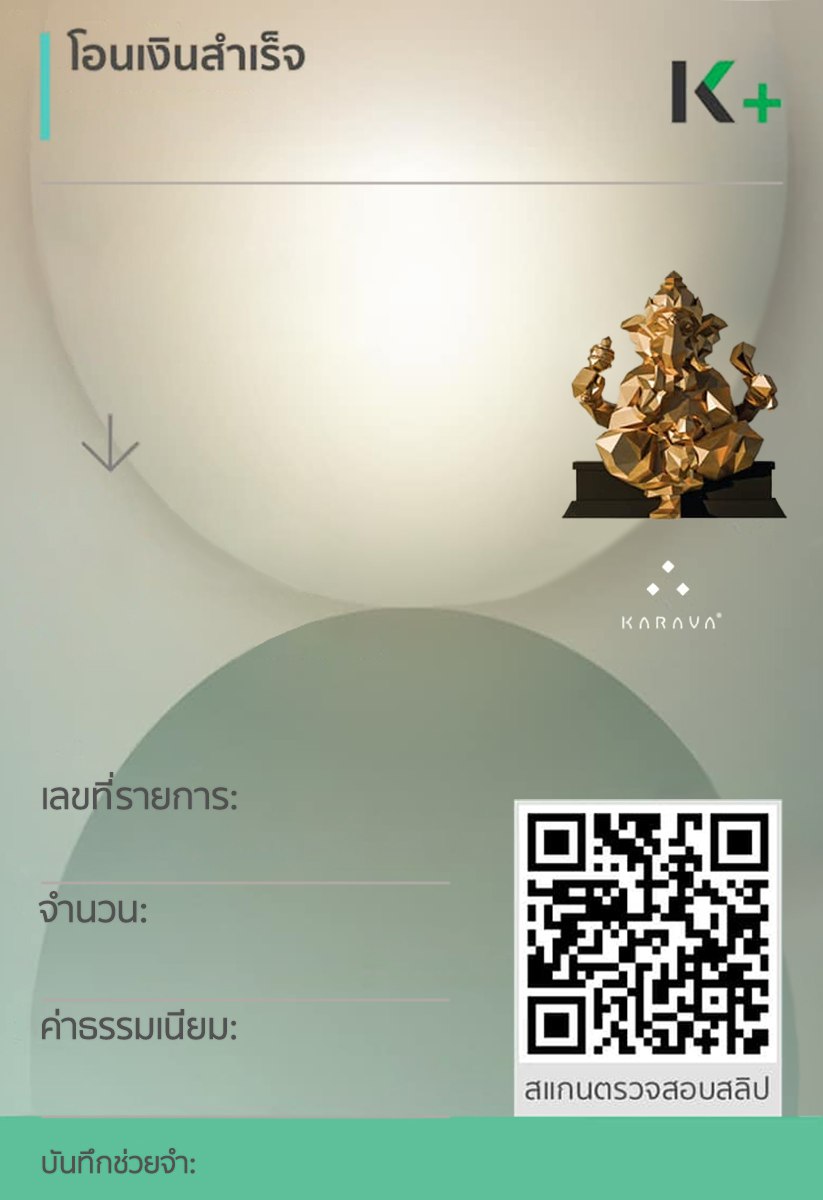 โอนเงินสำเร็จ
K+
KARAVA®
เลขที่รายการ:
จำนวน:
ค่าธรรมเนียม:
สแกนตรวจสอบสลิป
บันทึกช่วยจำ: